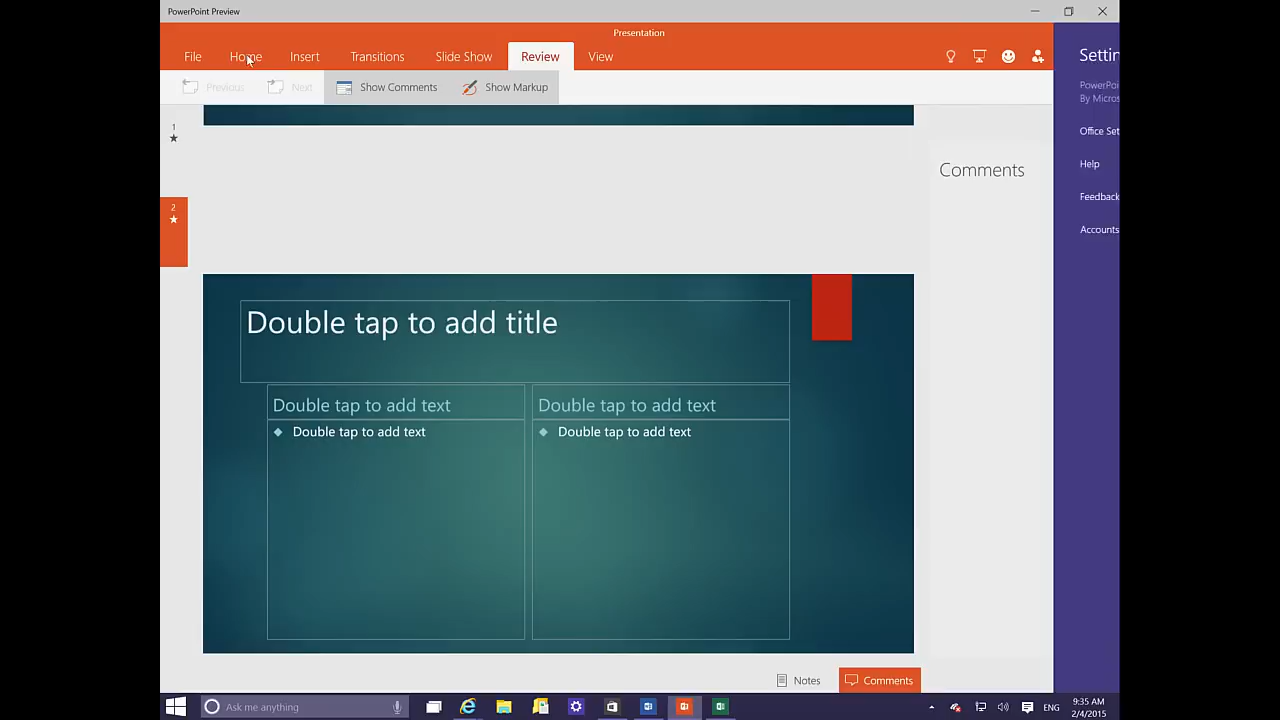 PowerPoint Preview
Presentation
File Home Insert Transitions Slide Show Review View
Previous Next Show Comments Show Markup
1
2
Double tap to add title
Double tap to add text Double tap to add text
Double tap to add text Double tap to add text
Comments
Settin
PowerPoi
By Micros
Office Set
Help
Feedback
Accounts
Notes Comments
Ask me anything
ENG
9:35 AM
2/4/2015